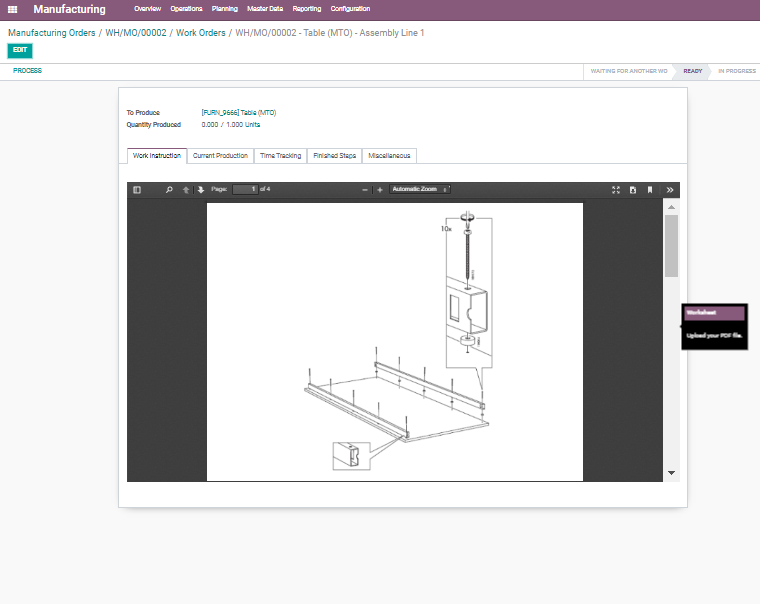 Manufacturing Overview Operations Planning Master Data Reporting Configuration
Manufacturing Orders / WH/MO/00002 / Work Orders / WH/MO/00002 - Table (MTO) - Assembly Line 1
EDIT
PROCESS WAITING FOR ANOTHER WO READY IN PROGRESS
To Produce [FURN_9666] Table (MTO)
Quantity Produced 0.000 / 1.000 Units
Work Instruction Current Production Time Tracking Finished Steps Miscellaneous
Page: 1 of 4 Automatic Zoom
10x
Worksheet
Upload your PDF file.